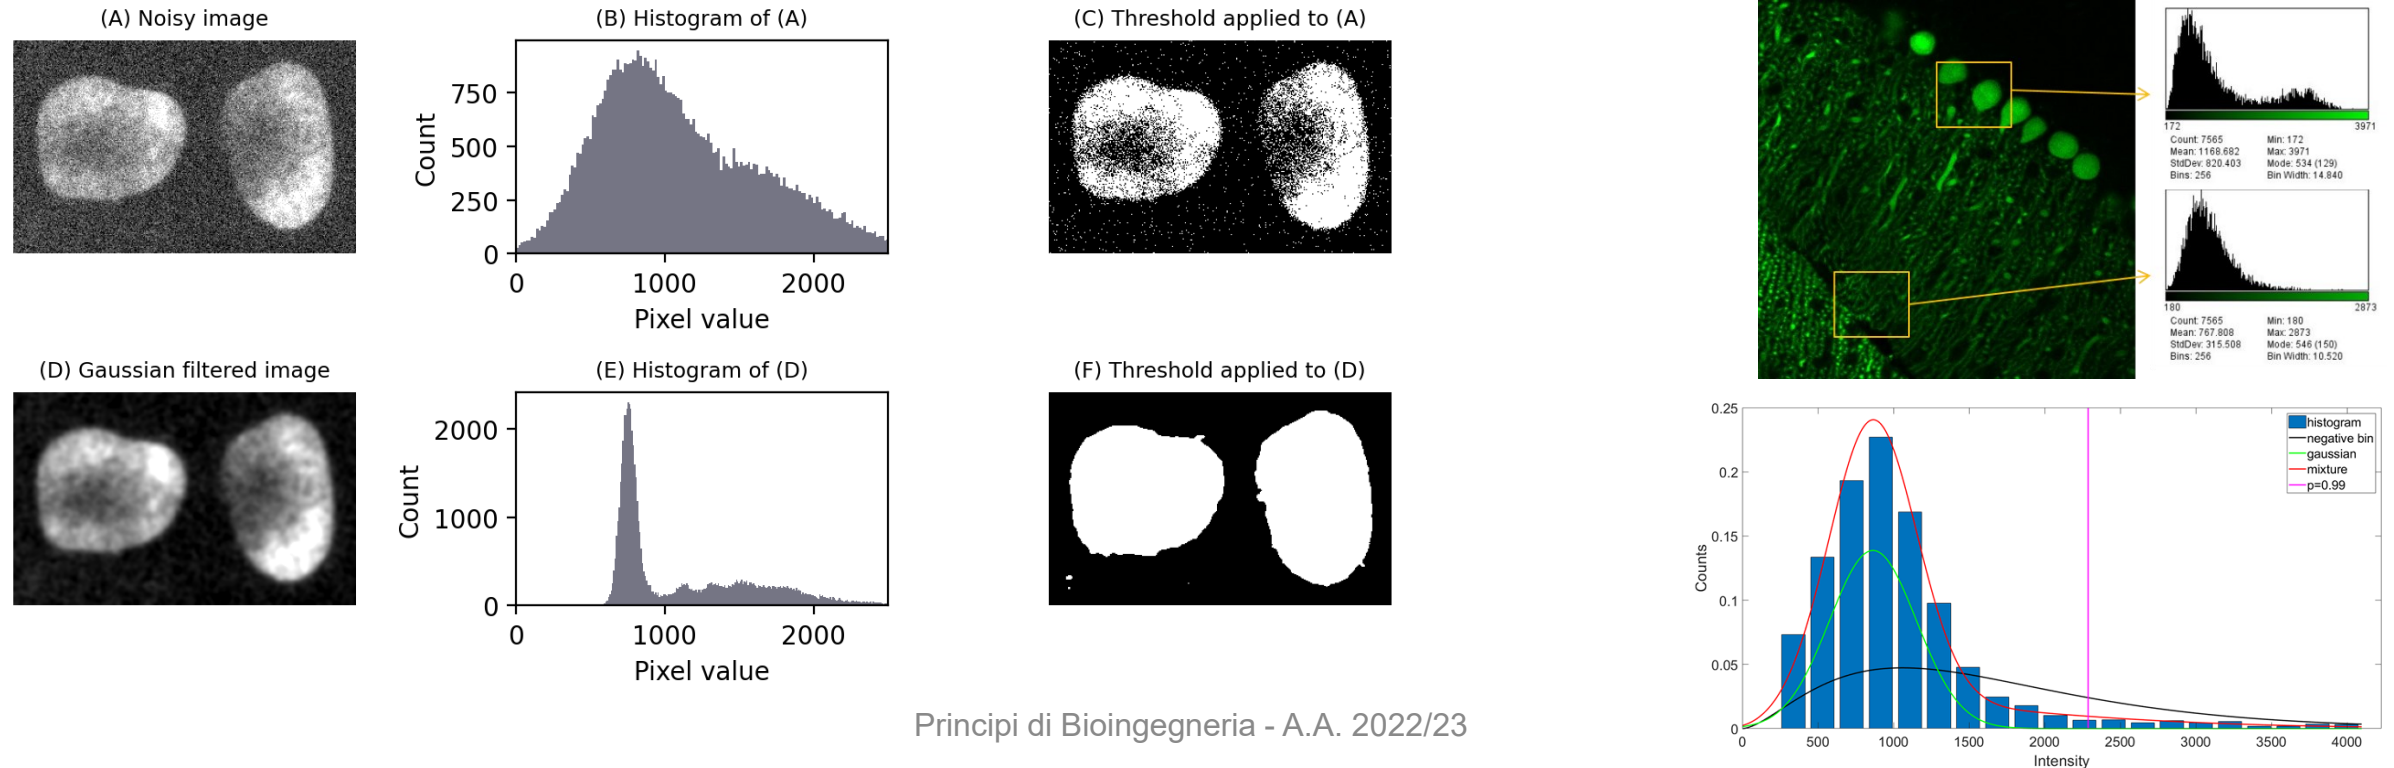 (A) Noisy image
(B) Histogram of (A)
(C) Threshold applied to (A)
Count
750
500
250
0
0 1000 2000
Pixel value
(D) Gaussian filtered image
(E) Histogram of (D)
(F) Threshold applied to (D)
Count
2000
1000
0
0 1000 2000
Pixel value
172 3971
Count: 7565 Min: 172
Mean: 1168.682 Max: 3971
StdDev: 820.403 Mode: 534 (129)
Bins: 256 Bin Width: 14.840
180 2873
Count: 7565 Min: 180
Mean: 767.808 Max: 2873
StdDev: 315.508 Mode: 546 (150)
Bins: 256 Bin Width: 10.520
Counts
0.25
0.2
0.15
0.1
0.05
0
histogram
negative bin
gaussian
mixture
p=0.99
0 500 1000 1500 2000 2500 3000 3500 4000
Intensity
Principi di Bioingegneria - A.A. 2022/23